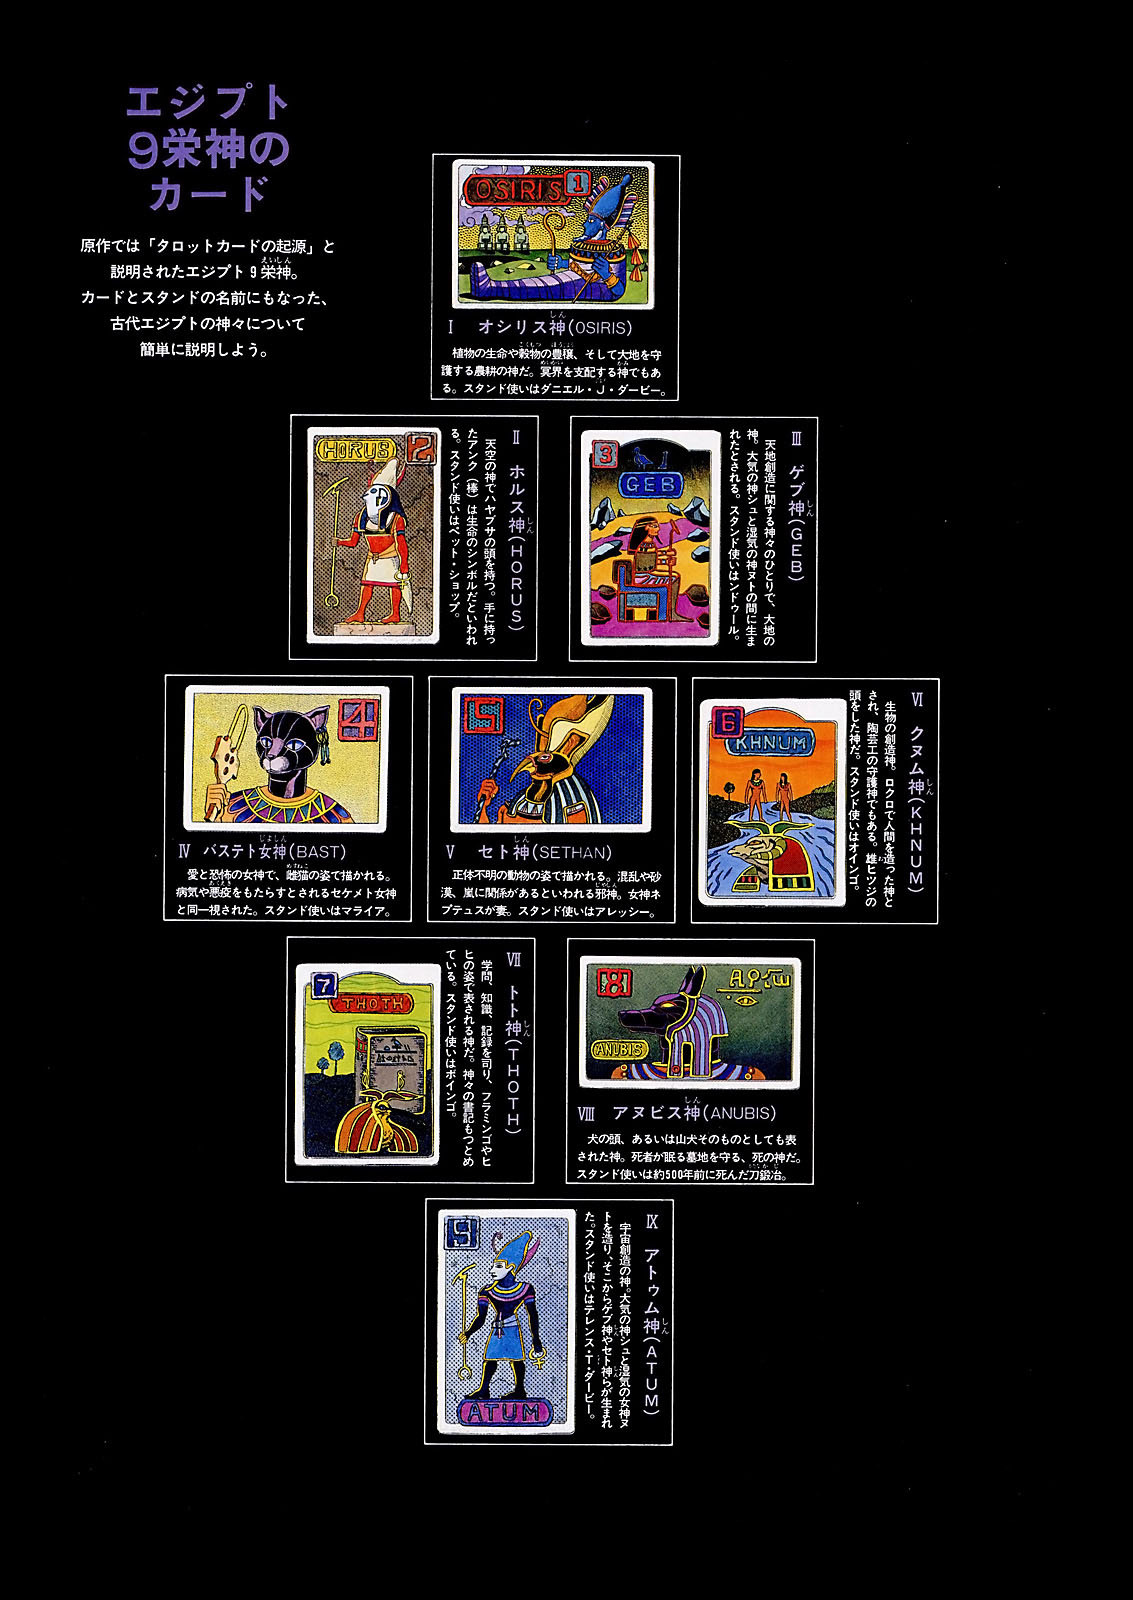 エジプト
9栄神の
カード
原作では「タロットカードの起源」と
説明されたエジプト9栄神。
カードとスタンドの名前にもなった、
古代エジプトの神々について
簡単に説明しよう。
OSIRIS 1
Ⅰ オシリス神(OSIRIS)
植物の生命や穀物の豊穣、そして大地を守
護する農耕の神だ。冥界を支配する神でもあ
る。スタンド使いはダニエル・J・ダービー。
HORUS 2
Ⅱ ホルス神(HORUS)
天空の神でハヤブサの頭を持つ。手に持っ
たアンク(棒)は生命のシンボルだといわれ
る。スタンド使いはペット・ショップ。
3
GEB
Ⅲ ゲブ神(GEB)
天地創造に関する神々のひとりで、大地の
神。大気の神シュと湿気の神ヌトの間に生ま
れたとされる。スタンド使いはンドゥール。
4
Ⅳ バステト女神(BAST)
愛と恐怖の女神で、雌猫の姿で描かれる。
病気や悪疫をもたらすとされるセケメト女神
と同一視された。スタンド使いはマライア。
5
Ⅴ セト神(SETHAN)
正体不明の動物の姿で描かれる。混乱や砂
漠、嵐に関係があるといわれる邪神。女神ネ
プテュスが妻。スタンド使いはアレッシー。
6
KHNUM
Ⅵ クヌム神(KHNUM)
生物の創造神。ロクロで人間を造った神と
され、陶芸工の守護神でもある。雄ヒツジの
頭をした神だ。スタンド使いはオインゴ。
7
THOTH
Ⅶ トト神(THOTH)
学問、知識、記録を司り、フラミンゴやヒ
ヒの姿で表される神だ。神々の書記もつとめ
ている。スタンド使いはボインゴ。
8
ANUBIS
Ⅷ アヌビス神(ANUBIS)
犬の頭、あるいは山犬そのものとしても表
された神。死者が眠る墓地を守る、死の神だ。
スタンド使いは約500年前に死んだ刀鍛冶。
9
ATUM
Ⅸ アトゥム神(ATUM)
宇宙創造の神。大気の神シュと湿気の女神ヌ
トを造り、そこからゲブ神やセト神らが生まれ
た。スタンド使いはテレンス・T・ダービー。